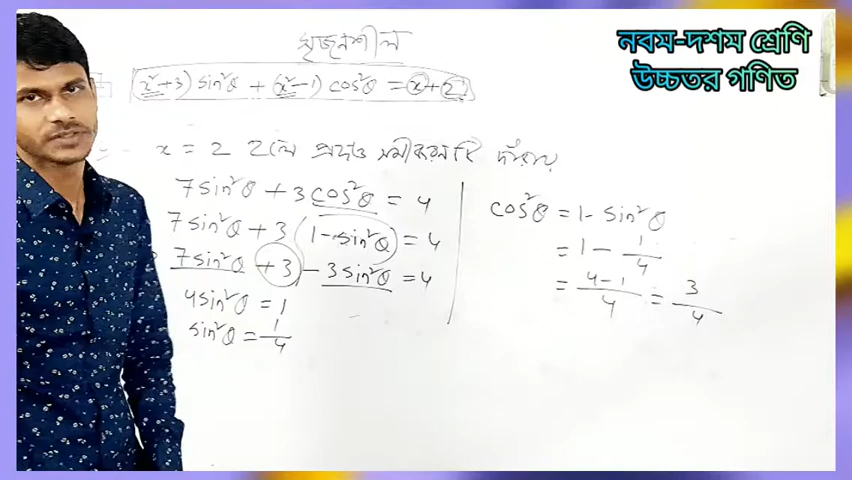 সৃজনশীল
নবম-দশম শ্রেণি
উচ্চতর গণিত
(x²+3) sin²θ + (x²-1) cos²θ = x+2
x = 2 হলে প্রদত্ত সমীকরণটি দাঁড়ায়
7sin²θ + 3cos²θ = 4
7sin²θ + 3(1-sin²θ) = 4
7sin²θ + 3 - 3sin²θ = 4
4sin²θ = 1
sin²θ = 1/4
cos²θ = 1 - sin²θ
= 1 - 1/4
= 4-1/4 = 3/4